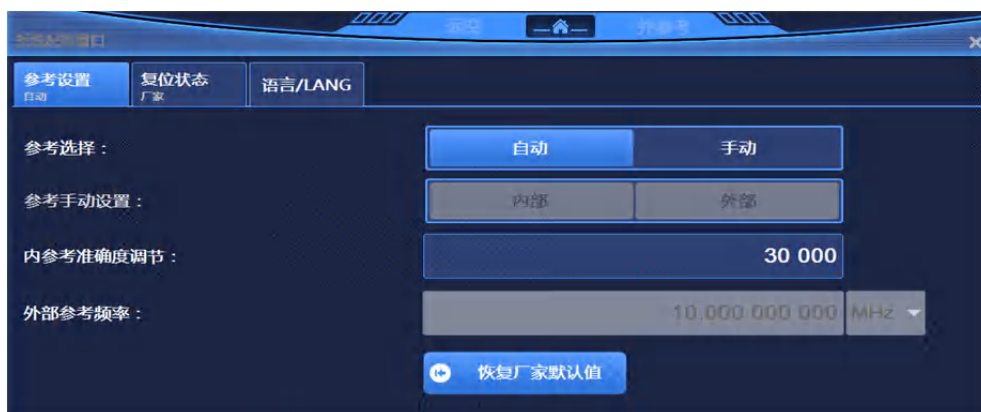 参考设置
自动
复位状态
厂家
语言/LANG
参考选择：
自动 手动
参考手动设置：
内部 外部
内参考准确度调节：
30 000
外部参考频率：
10.000 000 000 MHz
恢复厂家默认值